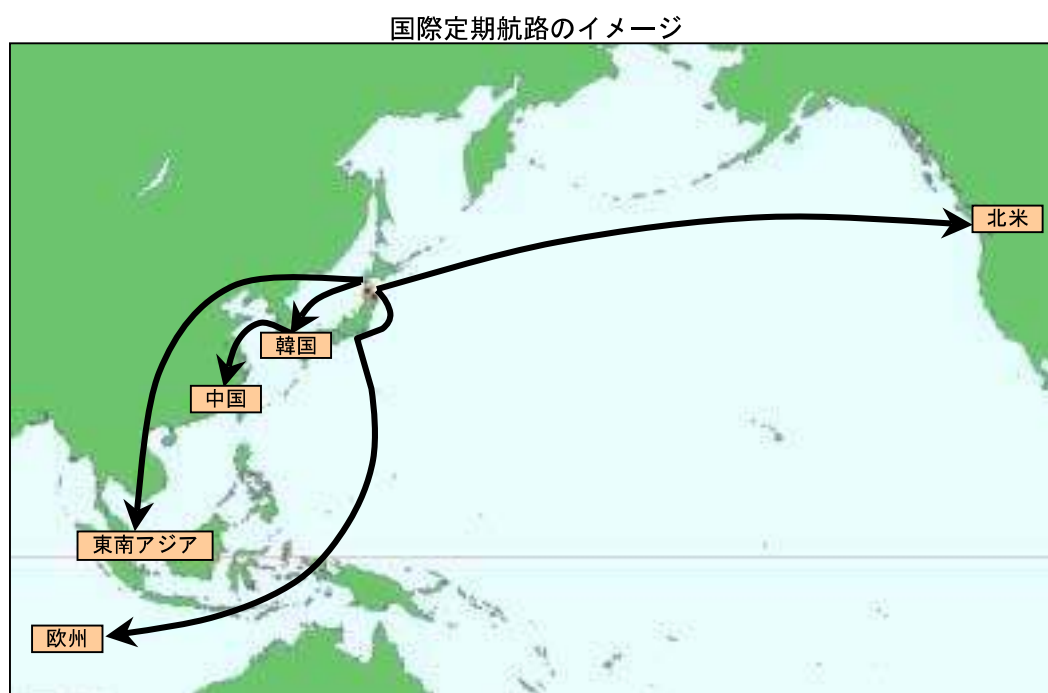 国際定期航路のイメージ
北米
韓国
中国
東南アジア
欧州